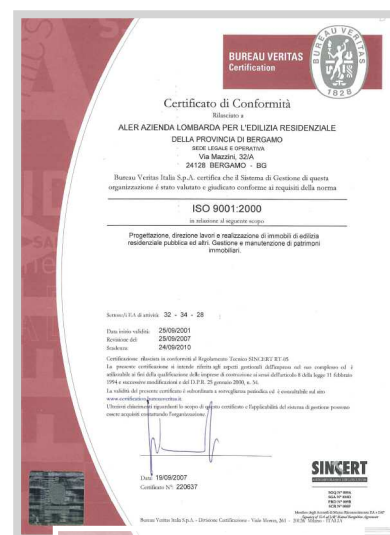 BUREAU VERITAS
Certification
BUREAU VERITAS
1828
Certificato di Conformità
Rilasciato a
ALER AZIENDA LOMBARDA PER L'EDILIZIA RESIDENZIALE
DELLA PROVINCIA DI BERGAMO
SEDE LEGALE E OPERATIVA
Via Mazzini, 32/A
24128 BERGAMO - BG
Bureau Veritas Italia S.p.A. certifica che il Sistema di Gestione di questa
organizzazione è stato valutato e giudicato conforme ai requisiti della norma
ISO 9001:2000
in relazione al seguente scopo
Progettazione, direzione lavori e realizzazione di immobili di edilizia
residenziale pubblica ed altri. Gestione e manutenzione di patrimoni
immobiliari.
Settore/i EA di attività: 32 - 34 - 28
Data inizio validità: 28/09/2001
Revisione del: 25/09/2007
Scadenza: 24/09/2010
Certificazione rilasciata in conformità al Regolamento Tecnico SINCERT RT-05
La presente certificazione si intende riferita agli aspetti gestionali dell'impresa nel suo complesso ed è
utilizzabile ai fini della qualificazione delle imprese di costruzione ai sensi dell'articolo 8 della legge 11 febbraio
1994 e successive modificazioni e del D.P.R. 25 gennaio 2000, n. 34.
La validità del presente certificato è subordinata a sorveglianza periodica ed è consultabile sul sito
www.certification.bureauveritas.it
Ulteriori chiarimenti riguardanti lo scopo di questo certificato e l'applicabilità del sistema di gestione possono
essere acquisiti contattando l'organizzazione.
Data: 19/09/2007
Certificato N°: 220637
SINCERT
Bureau Veritas Italia S.p.A. - Divisione Certificazione - Viale Monza, 261 - 20126 Milano - ITALIA